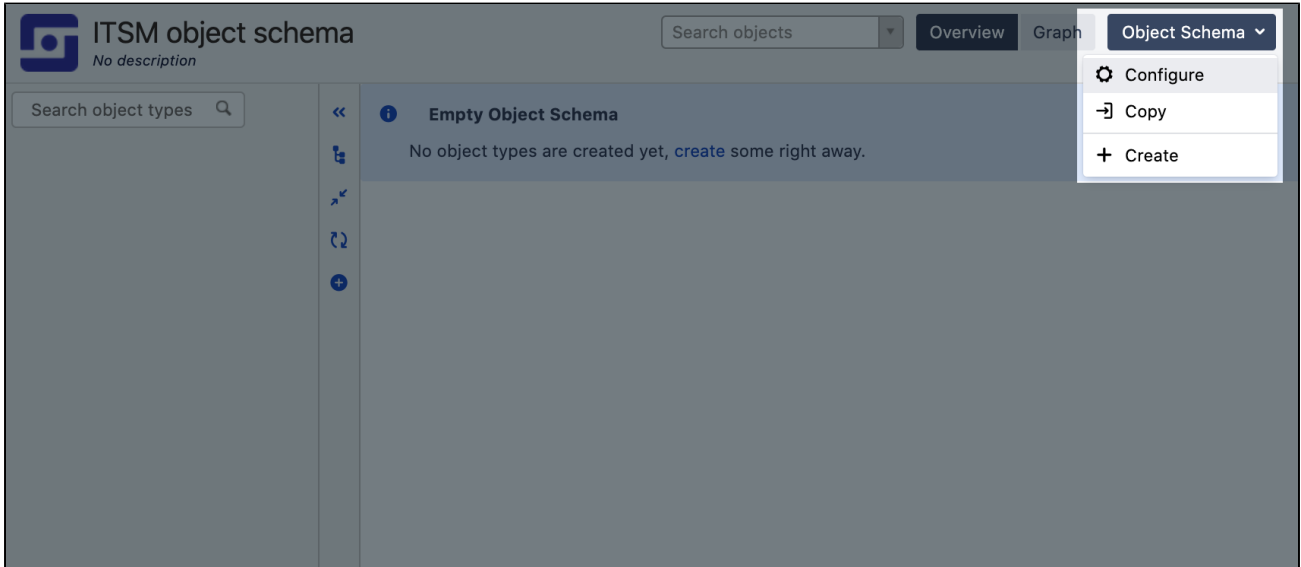 ITSM object schema
No description
Search objects
Overview
Graph
Object Schema
Configure
Copy
Create
Search object types
Empty Object Schema
No object types are created yet, create some right away.